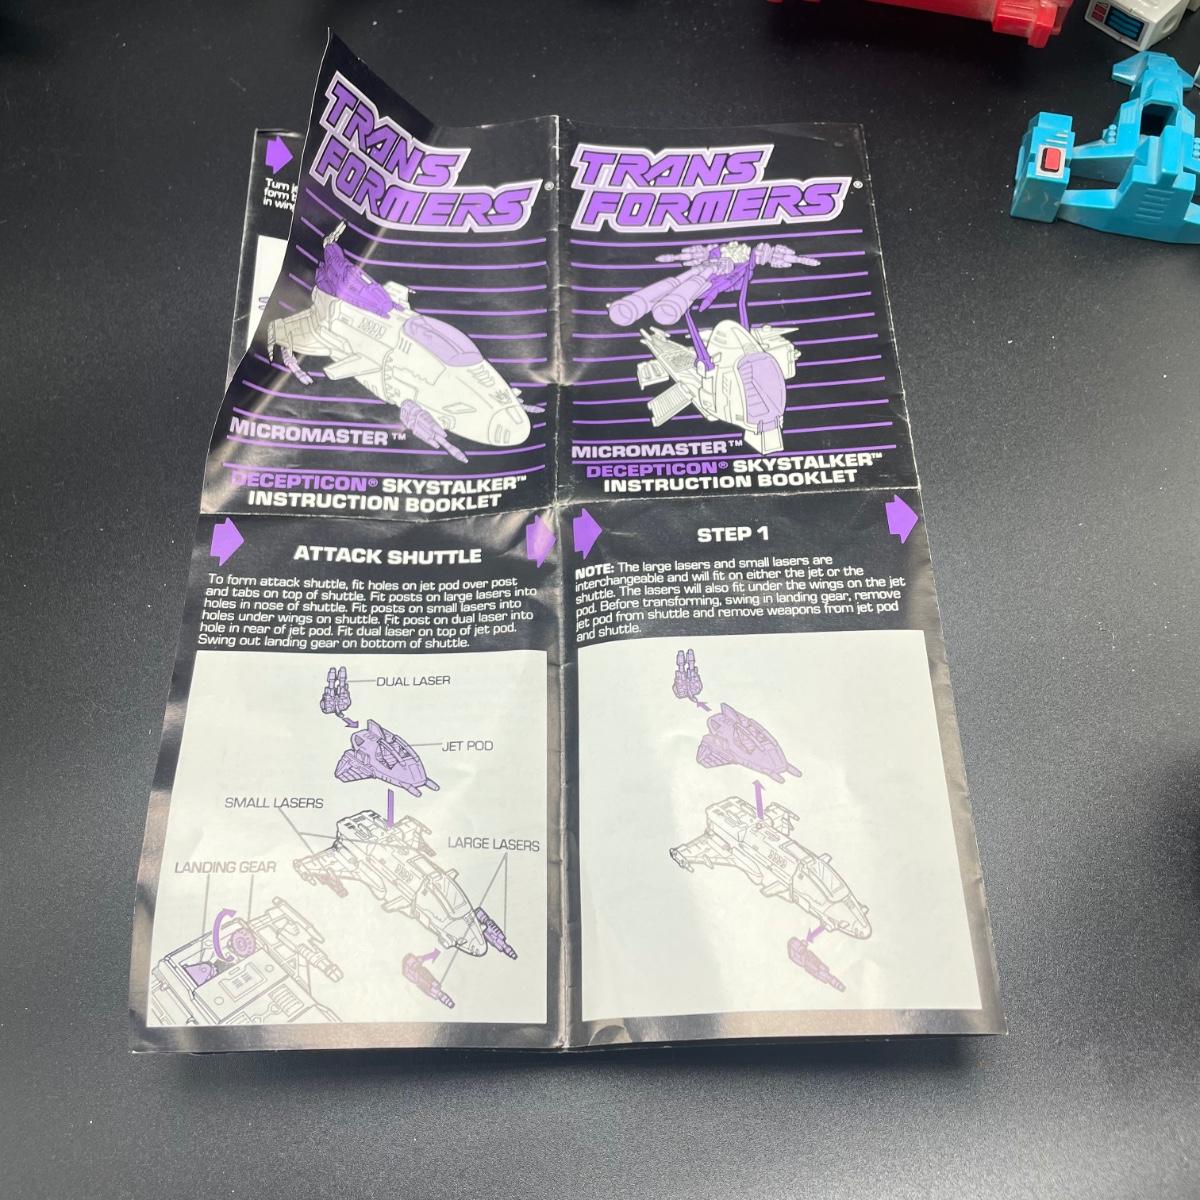 Turn
form
in
TRANS
FORMERS®
MICROMASTER™
DECEPTICON® SKYSTALKER™
INSTRUCTION BOOKLET
TRANS
FORMERS®
MICROMASTER™
DECEPTICON® SKYSTALKER™
INSTRUCTION BOOKLET
ATTACK SHUTTLE
To form attack shuttle, fit holes on jet pod over post
and tabs on top of shuttle. Fit posts on large lasers into
holes in nose of shuttle. Fit posts on small lasers into
holes under wings on shuttle. Fit post on dual laser into
hole in rear of jet pod. Fit dual laser on top of jet pod.
Swing out landing gear on bottom of shuttle.
DUAL LASER
JET POD
SMALL LASERS
LARGE LASERS
LANDING GEAR
STEP 1
NOTE: The large lasers and small lasers are
interchangeable and will fit on either the jet or the
shuttle. The lasers will also fit under the wings on the jet
pod. Before transforming, swing in landing gear, remove
jet pod from shuttle and remove weapons from jet pod
and shuttle.